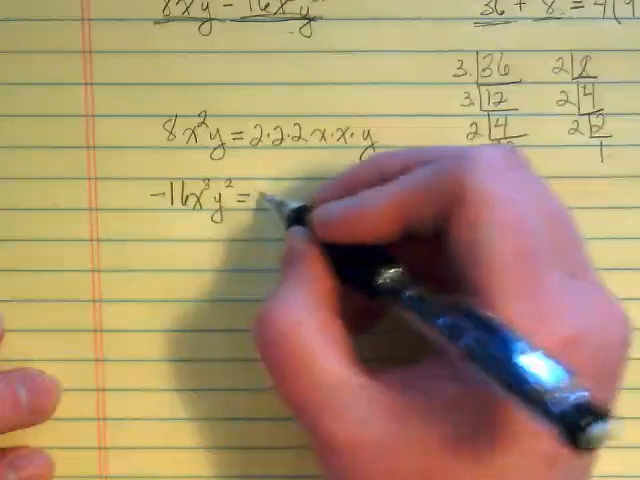 8x²y - 16x³y²
36 + 8 = 4(9
3 36 2 8
3 12 2 4
2 4 2 2
1
8x²y = 2·2·2 x·x·y
-16x³y² =